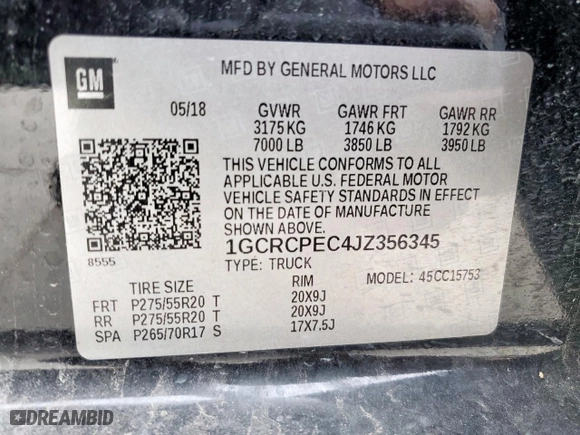 GM
MFD BY GENERAL MOTORS LLC
05/18 GVWR GAWR FRT GAWR RR
3175 KG 1746 KG 1792 KG
7000 LB 3850 LB 3950 LB
THIS VEHICLE CONFORMS TO ALL
APPLICABLE U.S. FEDERAL MOTOR
VEHICLE SAFETY STANDARDS IN EFFECT
ON THE DATE OF MANUFACTURE
SHOWN ABOVE.
1GCRCPEC4JZ356345
8555 TYPE: TRUCK MODEL: 45CC15753
TIRE SIZE RIM
FRT P275/55R20 T 20X9J
RR P275/55R20 T 20X9J
SPA P265/70R17 S 17X7.5J
DREAMBID